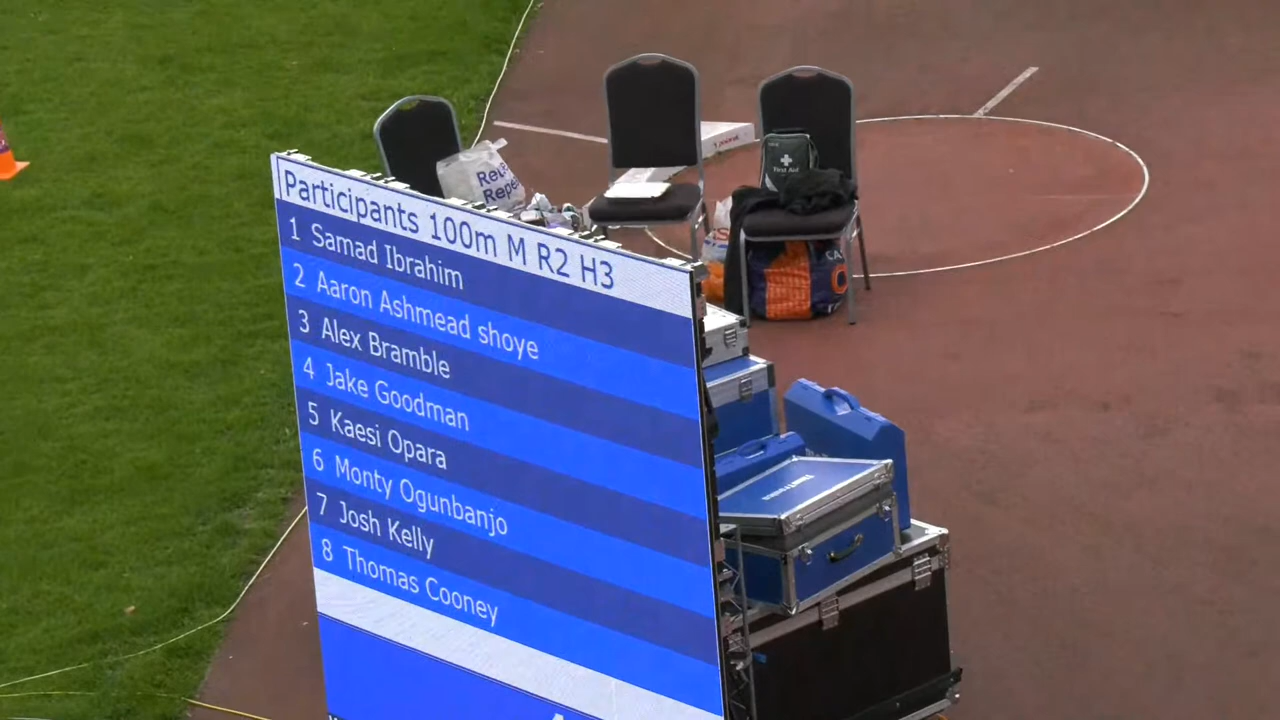 Participants 100m M R2 H3
1 Samad Ibrahim
2 Aaron Ashmead shoye
3 Alex Bramble
4 Jake Goodman
5 Kaesi Opara
6 Monty Ogunbanjo
7 Josh Kelly
8 Thomas Cooney
First Aid